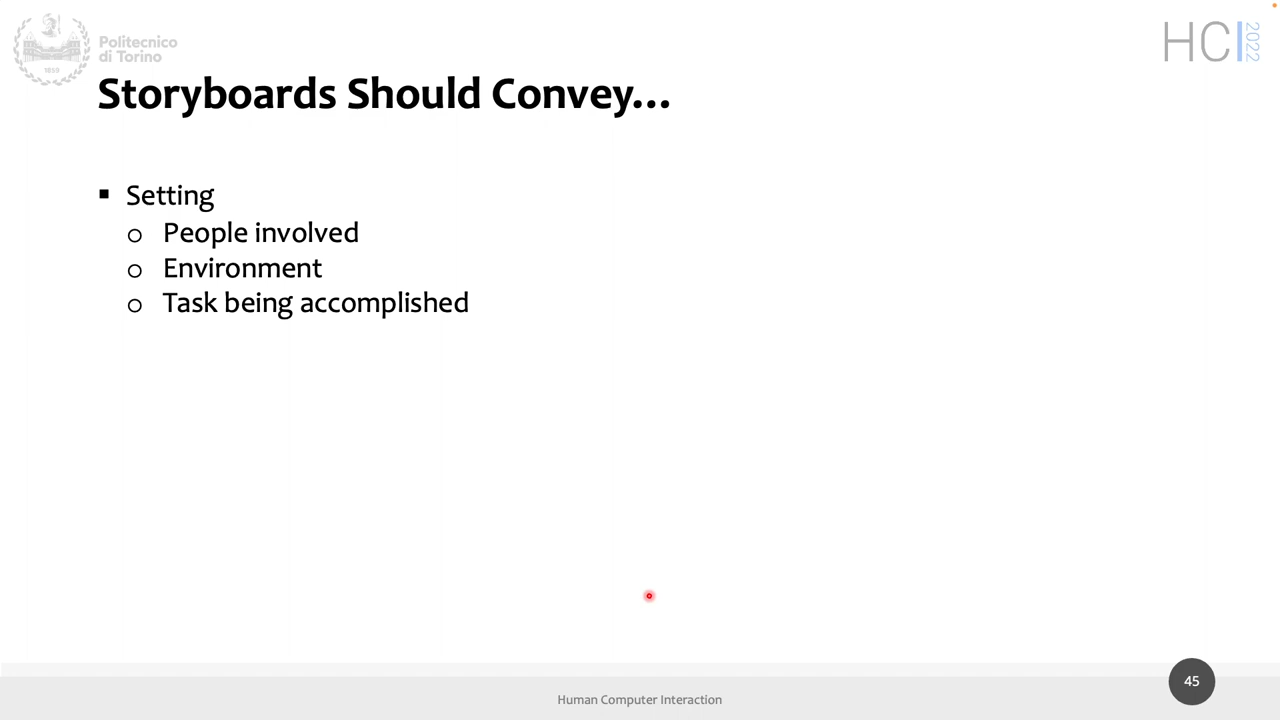 Politecnico
di Torino
1859
HCI 2022
Storyboards Should Convey...
Setting
People involved
Environment
Task being accomplished
Human Computer Interaction
45